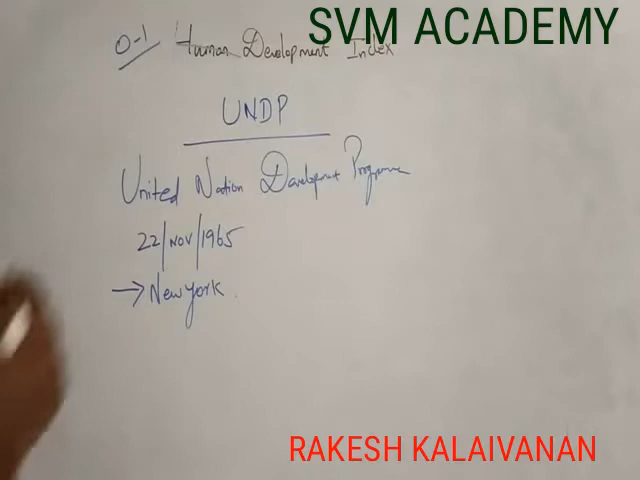 SVM ACADEMY
0-1 Human Development Index
UNDP
United Nation Development Programme
22/NOV/1965
→ New york.
RAKESH KALAIVANAN